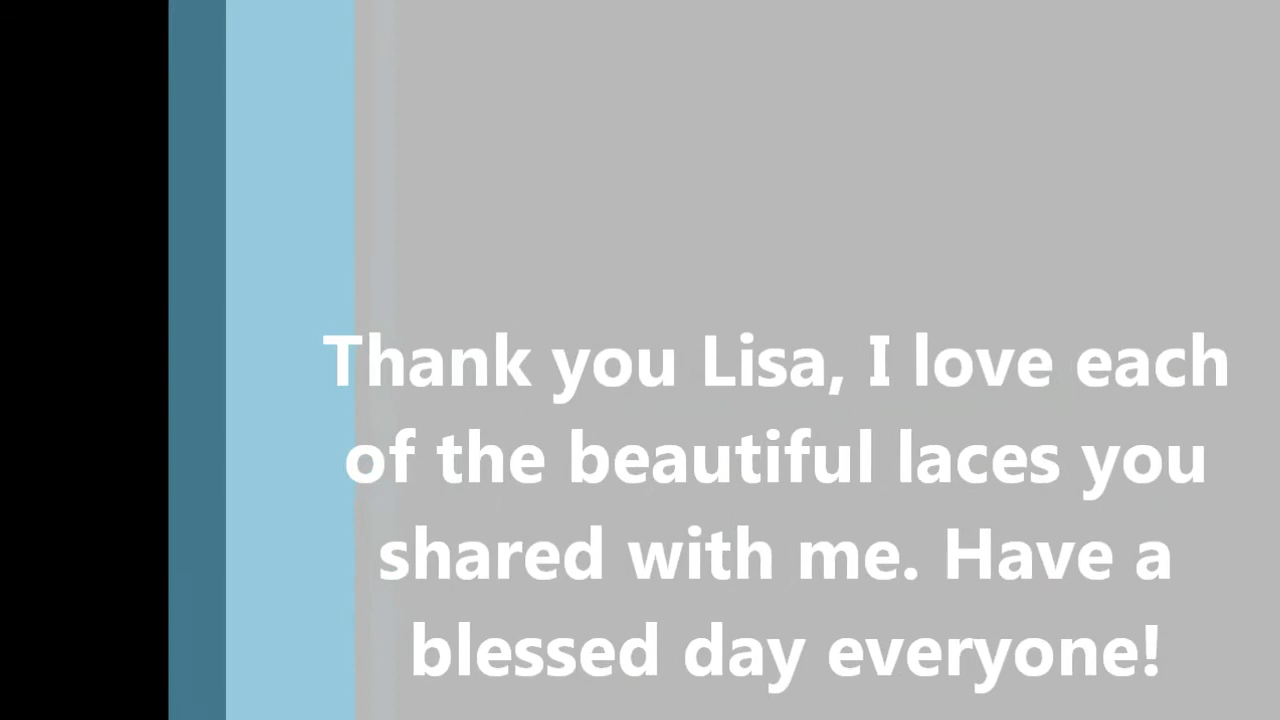 Thank you Lisa, I love each
of the beautiful laces you
shared with me. Have a
blessed day everyone!